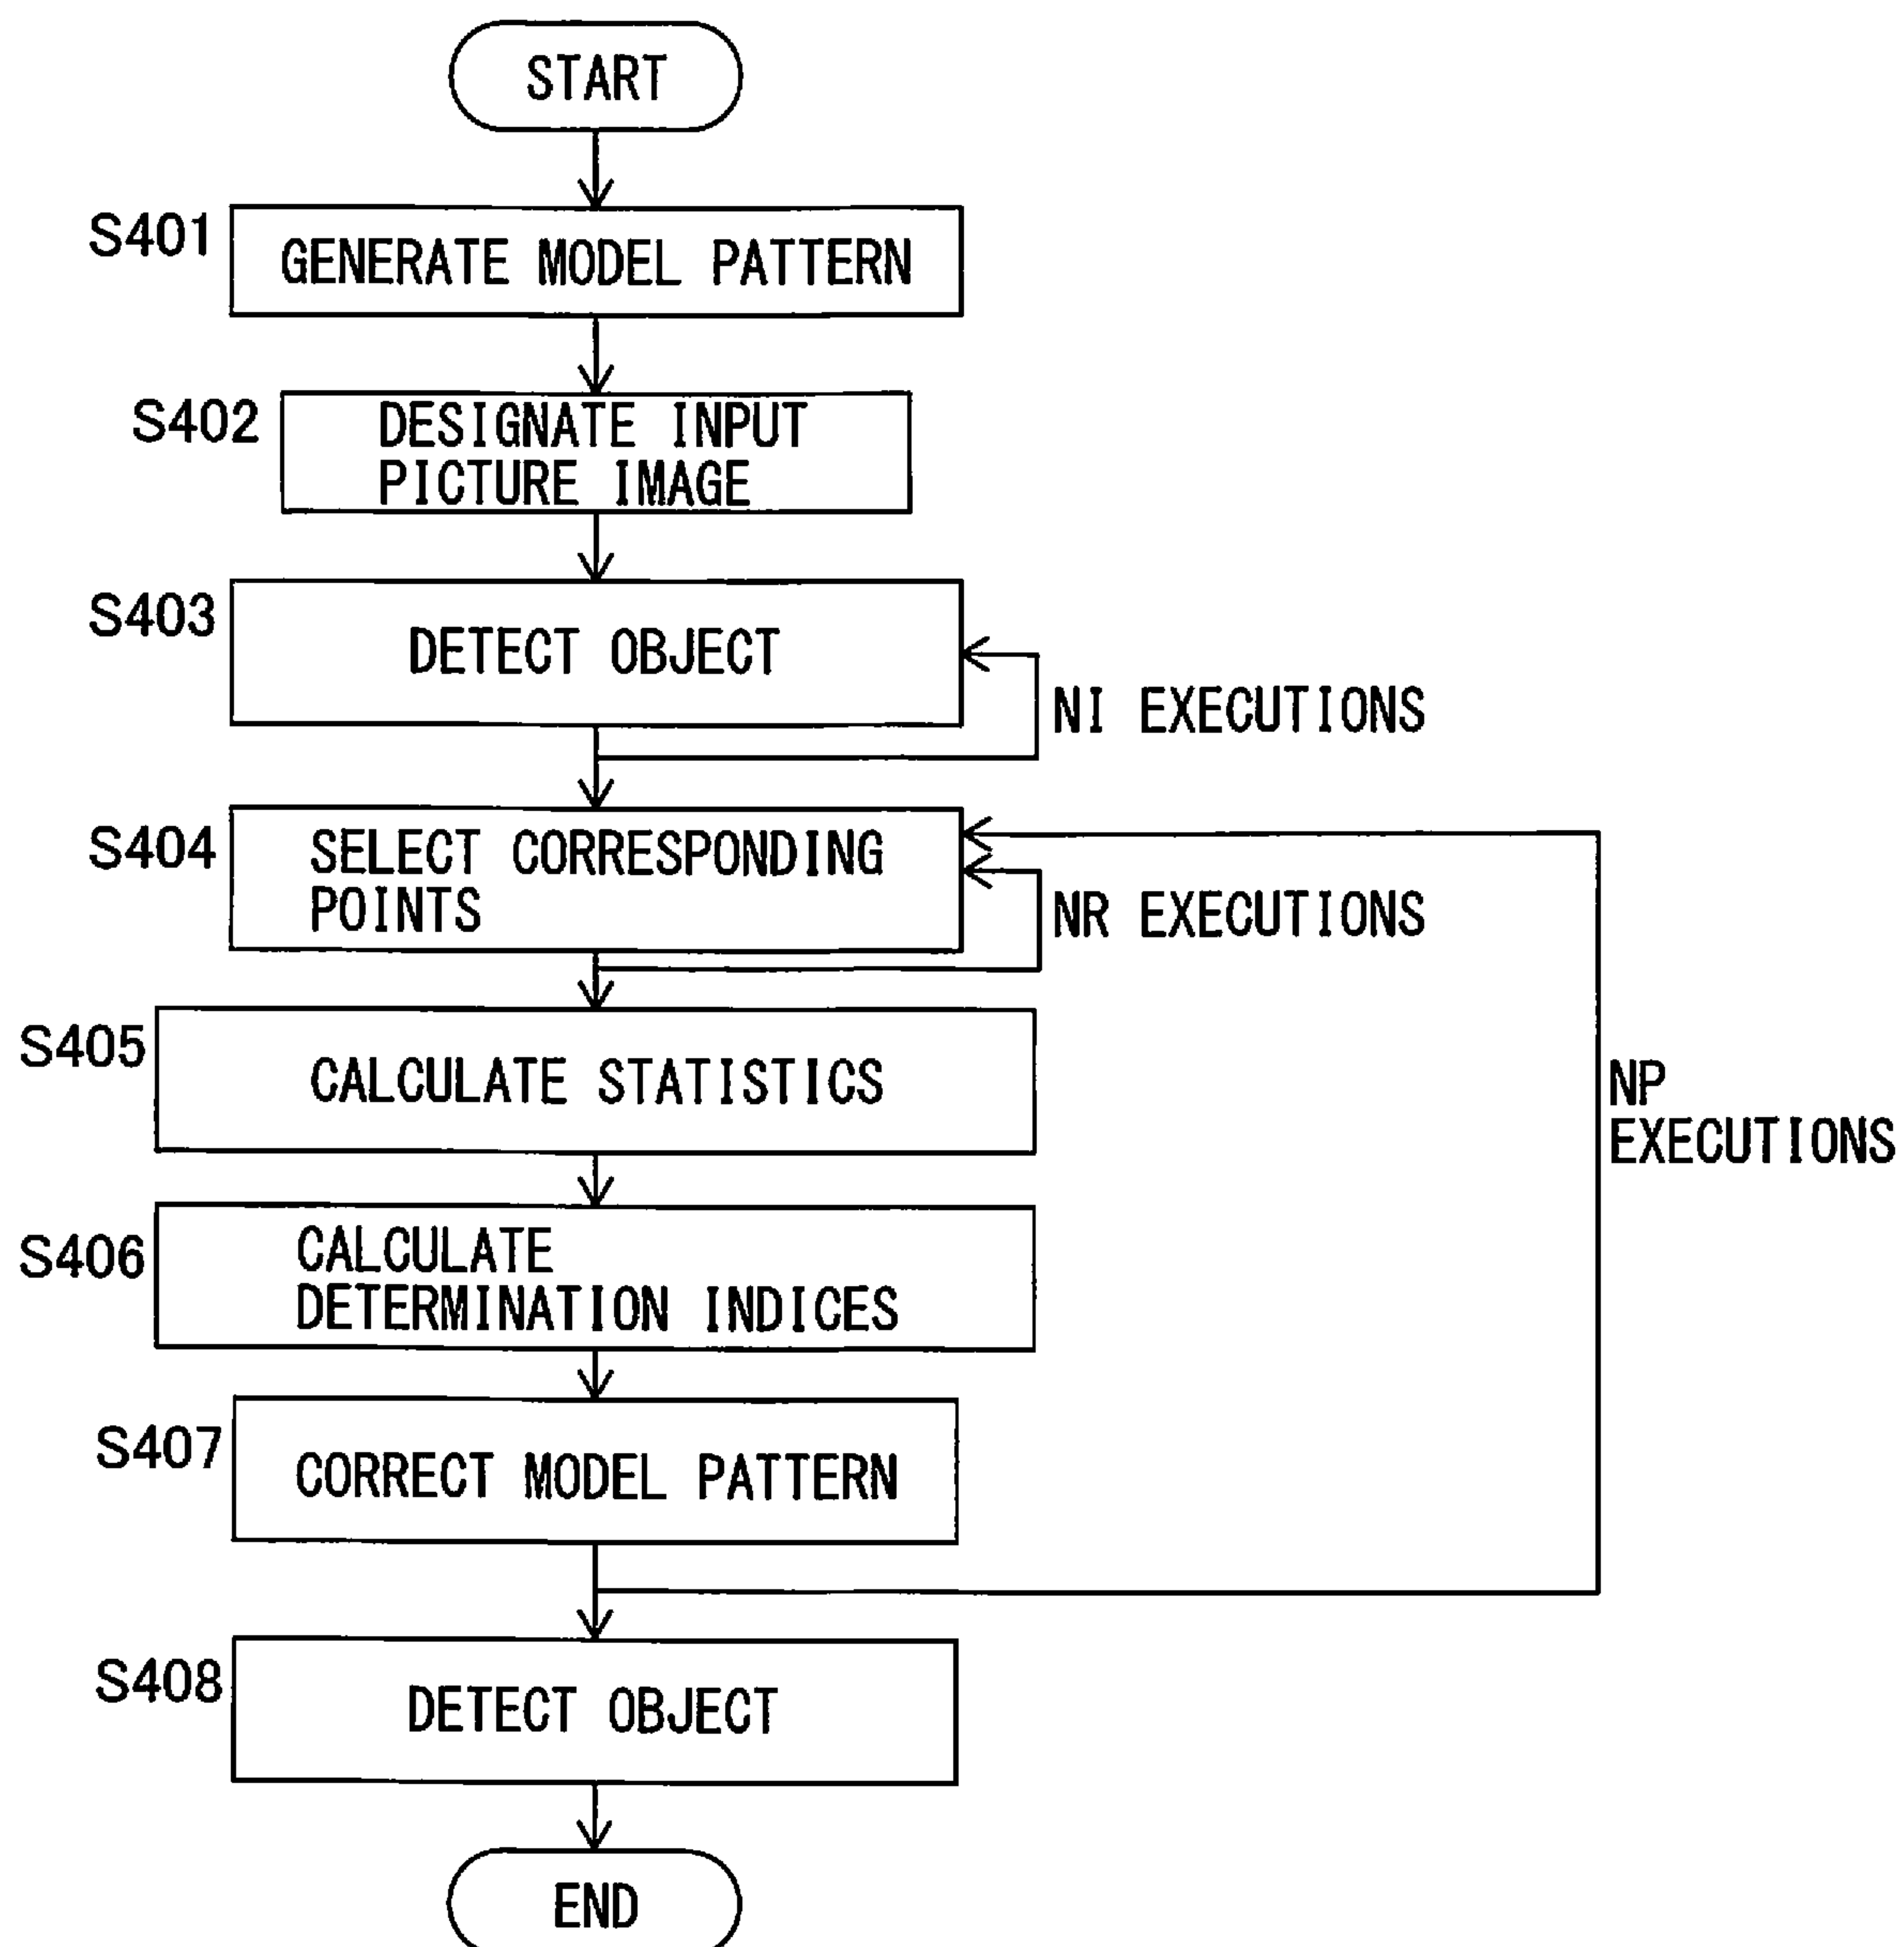 START
S401
GENERATE MODEL PATTERN
S402
DESIGNATE INPUT
PICTURE IMAGE
S403
DETECT OBJECT
NI EXECUTIONS
S404
SELECT CORRESPONDING
POINTS
NR EXECUTIONS
S405
CALCULATE STATISTICS
NP
EXECUTIONS
S406
CALCULATE
DETERMINATION INDICES
S407
CORRECT MODEL PATTERN
S408
DETECT OBJECT
END